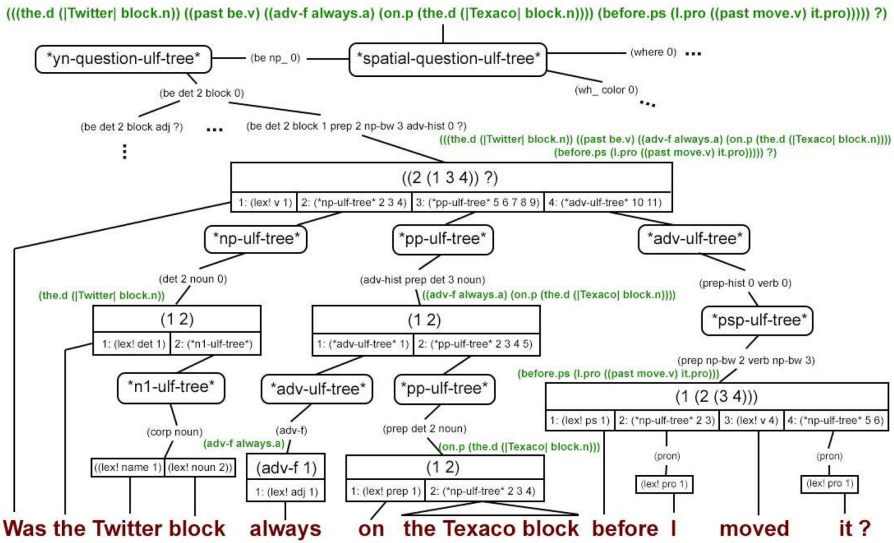 (((the.d (|Twitter| block.n)) ((past be.v) ((adv-f always.a) (on.p (the.d (|Texaco| block.n)))) (before.ps (I.pro ((past move.v) it.pro))))) ?)
*yn-question-ulf-tree* (be np_ 0) *spatial-question-ulf-tree* (where 0) ...
(be det 2 block 0) (wh_ color 0) ...
(be det 2 block adj ?) ... (be det 2 block 1 prep 2 np-bw 3 adv-hist 0 ?)
(((the.d (|Twitter| block.n)) ((past be.v) ((adv-f always.a) (on.p (the.d (|Texaco| block.n))))
(before.ps (I.pro ((past move.v) it.pro))))) ?)
((2 (1 3 4)) ?)
1: (lex! v 1) 2: (*np-ulf-tree* 2 3 4) 3: (*pp-ulf-tree* 5 6 7 8 9) 4: (*adv-ulf-tree* 10 11)
*np-ulf-tree* *pp-ulf-tree* *adv-ulf-tree*
(det 2 noun 0) (adv-hist prep det 3 noun) (prep-hist 0 verb 0)
(the.d (|Twitter| block.n)) ((adv-f always.a) (on.p (the.d (|Texaco| block.n))))
(1 2) (1 2) *psp-ulf-tree*
1: (lex! det 1) 2: (*n1-ulf-tree*) 1: (*adv-ulf-tree* 1) 2: (*pp-ulf-tree* 2 3 4 5)
(prep np-bw 2 verb np-bw 3)
(before.ps (I.pro ((past move.v) it.pro)))
*n1-ulf-tree* *adv-ulf-tree* *pp-ulf-tree* (1 (2 (3 4)))
1: (lex! ps 1) 2: (*np-ulf-tree* 2 3) 3: (lex! v 4) 4: (*np-ulf-tree* 5 6)
(corp noun) (adv-f) (prep det 2 noun)
(adv-f always.a) (on.p (the.d (|Texaco| block.n)))
(pron) (pron)
((lex! name 1) (lex! noun 2)) (adv-f 1) (1 2)
(lex! pro 1) (lex! pro 1)
1: (lex! adj 1) 1: (lex! prep 1) 2: (*np-ulf-tree* 2 3 4)
Was the Twitter block always on the Texaco block before I moved it ?